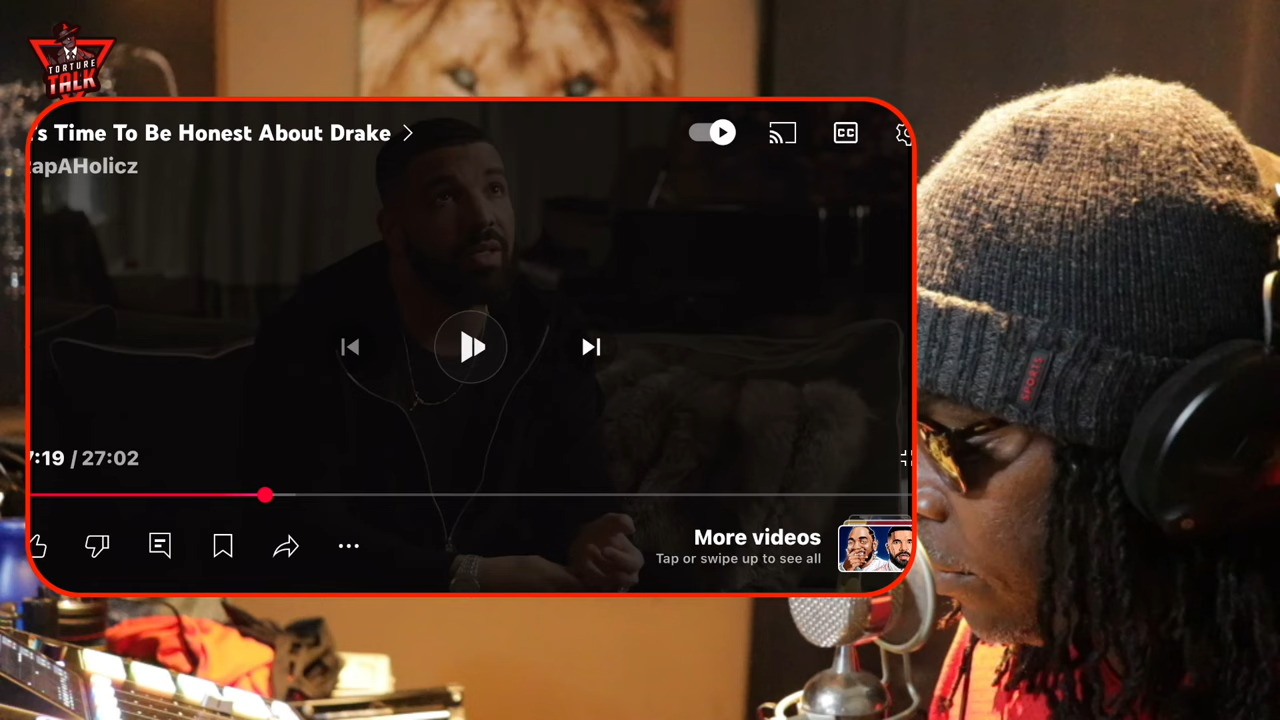 TORTURE
TALK
's Time To Be Honest About Drake
apAHolicz
:19 / 27:02
CC
More videos
Tap or swipe up to see all
SPORTS